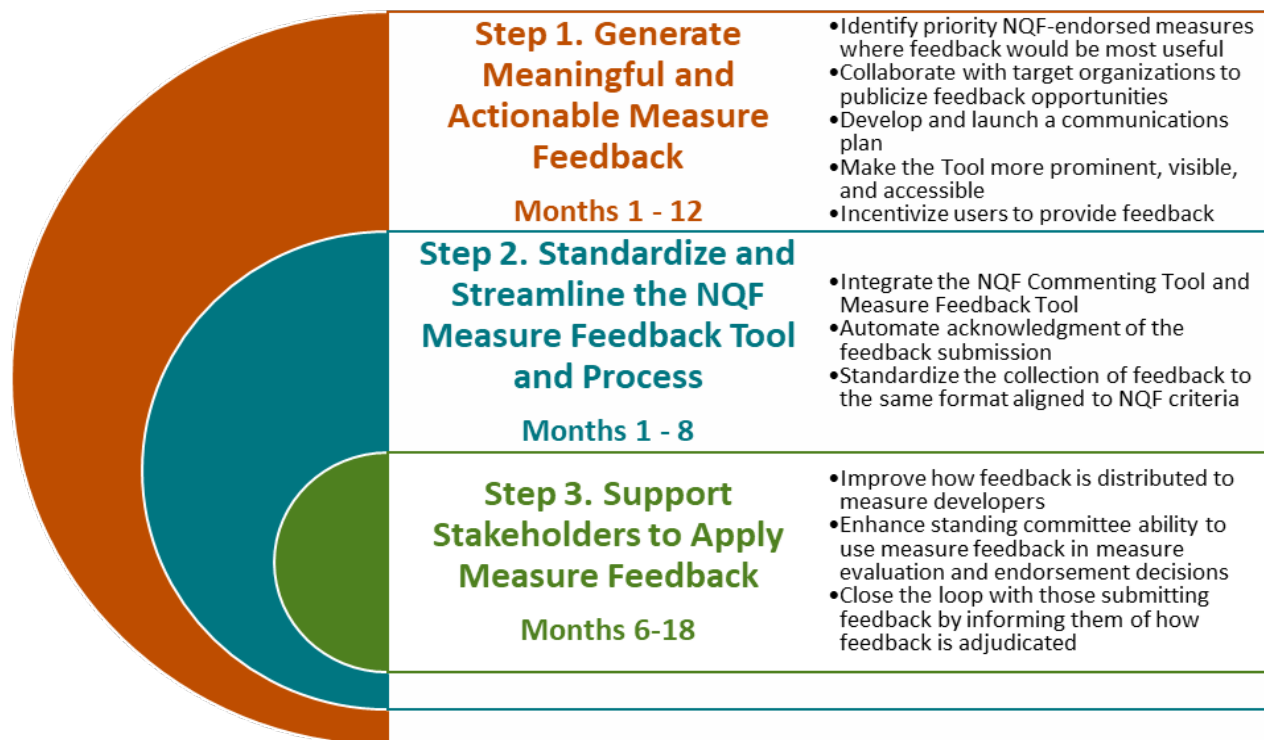 Step 1. Generate
Meaningful and
Actionable Measure
Feedback
Months 1 - 12
•Identify priority NQF-endorsed measures
where feedback would be most useful
•Collaborate with target organizations to
publicize feedback opportunities
•Develop and launch a communications
plan
•Make the Tool more prominent, visible,
and accessible
•Incentivize users to provide feedback
Step 2. Standardize and
Streamline the NQF
Measure Feedback Tool
and Process
Months 1 - 8
•Integrate the NQF Commenting Tool and
Measure Feedback Tool
•Automate acknowledgment of the
feedback submission
•Standardize the collection of feedback to
the same format aligned to NQF criteria
Step 3. Support
Stakeholders to Apply
Measure Feedback
Months 6-18
•Improve how feedback is distributed to
measure developers
•Enhance standing committee ability to
use measure feedback in measure
evaluation and endorsement decisions
•Close the loop with those submitting
feedback by informing them of how
feedback is adjudicated